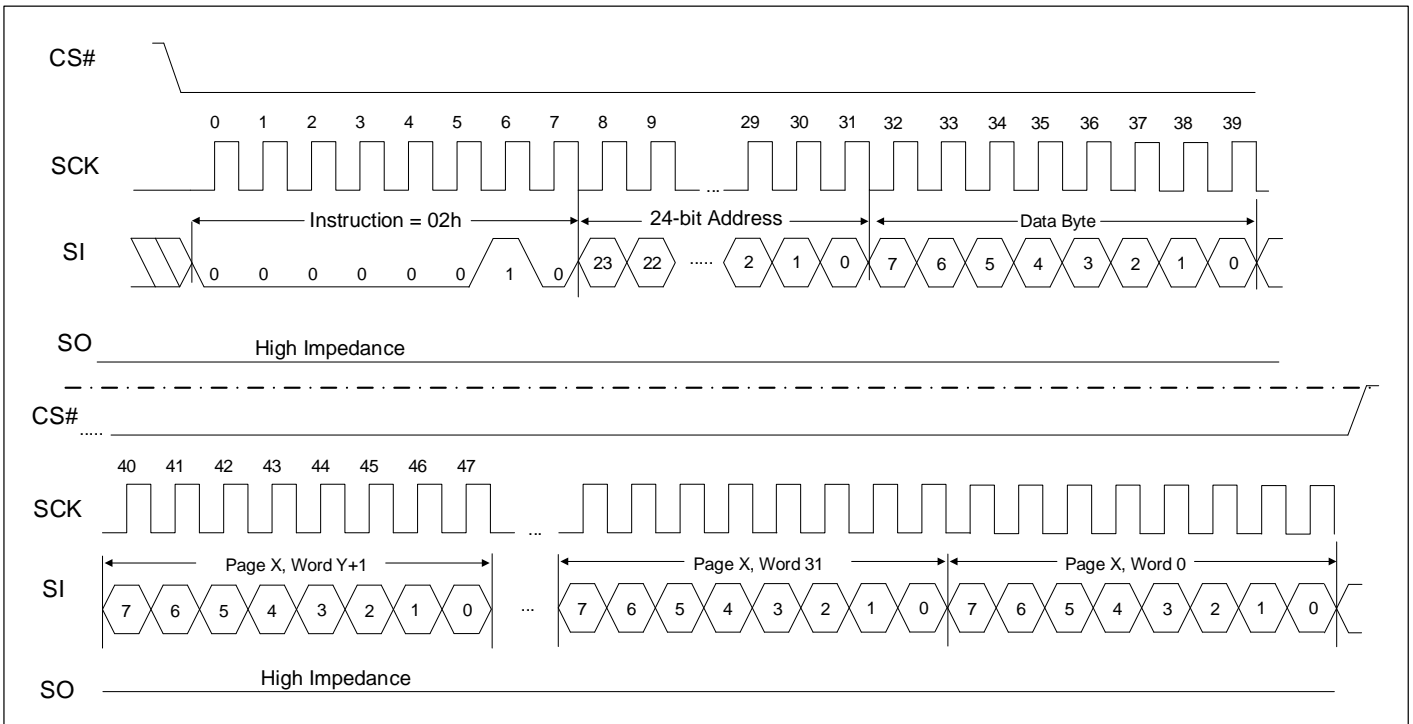 CS#
0 1 2 3 4 5 6 7 8 9 29 30 31 32 33 34 35 36 37 38 39
SCK ...
Instruction = 02h 24-bit Address Data Byte
SI 0 0 0 0 0 0 1 0 23 22 ..... 2 1 0 7 6 5 4 3 2 1 0
SO High Impedance
CS# .....
40 41 42 43 44 45 46 47
SCK ...
Page X, Word Y+1 Page X, Word 31 Page X, Word 0
SI 7 6 5 4 3 2 1 0 ... 7 6 5 4 3 2 1 0 7 6 5 4 3 2 1 0
SO High Impedance